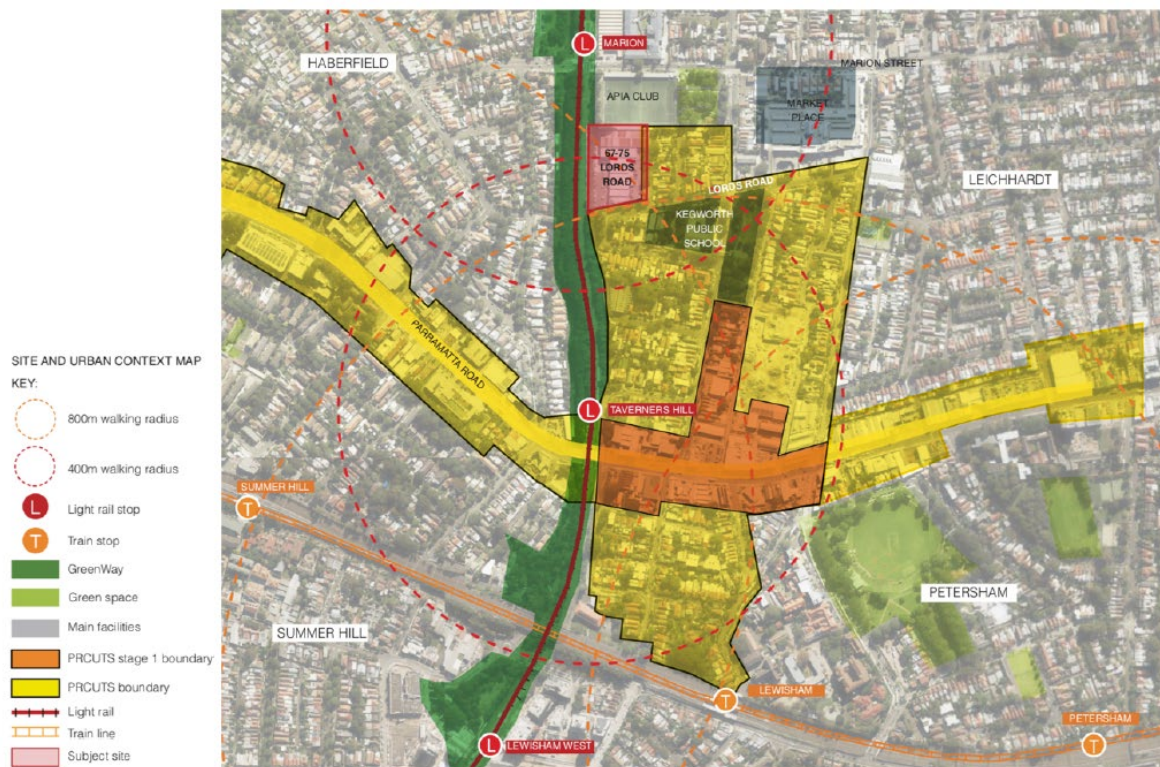 MARION
HABERFIELD
MARION STREET
APIA CLUB
MARKET
PLACE
67-75
LORDS
ROAD
LORDS ROAD
LEICHHARDT
KEGWORTH
PUBLIC
SCHOOL
PARRAMATTA ROAD
SITE AND URBAN CONTEXT MAP
KEY:
800m walking radius
400m walking radius
L Light rail stop
T Train stop
GreenWay
Green space
Main facilities
PRCUTS stage 1 boundary
PRCUTS boundary
Light rail
Train line
Subject site
L TAVERNERS HILL
SUMMER HILL
T
PETERSHAM
SUMMER HILL
LEWISHAM
T
L LEWISHAM WEST
PETERSHAM
T
L